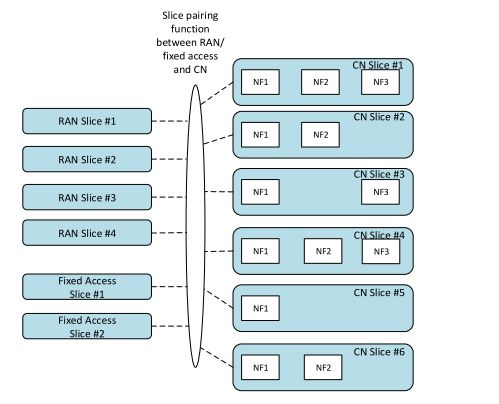 Slice pairing
function
between RAN/
fixed access
and CN
CN Slice #1
NF1 NF2 NF3
CN Slice #2
NF1 NF2
CN Slice #3
NF1 NF3
CN Slice #4
NF1 NF2 NF3
CN Slice #5
NF1
CN Slice #6
NF1 NF2
RAN Slice #1
RAN Slice #2
RAN Slice #3
RAN Slice #4
Fixed Access
Slice #1
Fixed Access
Slice #2